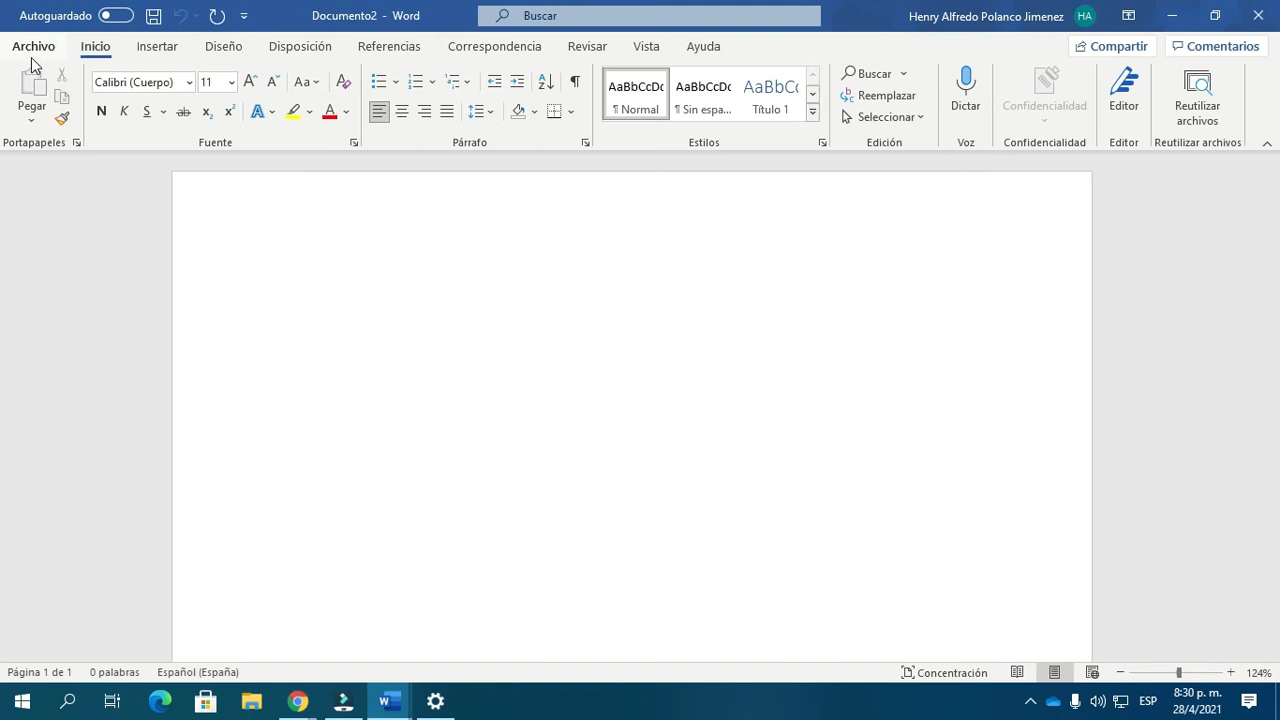 Autoguardado Documento2 - Word Buscar Henry Alfredo Polanco Jimenez HA
Archivo Inicio Insertar Diseño Disposición Referencias Correspondencia Revisar Vista Ayuda Compartir Comentarios
Pegar
Portapapeles
Calibri (Cuerpo) 11 A A Aa A
N K S ab x₂ x² A A
Fuente
Párrafo
AaBbCcDc AaBbCcDc AaBbCc
¶ Normal ¶ Sin espa... Título 1
Estilos
Buscar
Reemplazar
Seleccionar
Edición
Dictar
Voz
Confidencialidad
Confidencialidad
Editor
Editor
Reutilizar
archivos
Reutilizar archivos
Página 1 de 1 0 palabras Español (España) Concentración 124%
W ESP 8:30 p. m.
28/4/2021